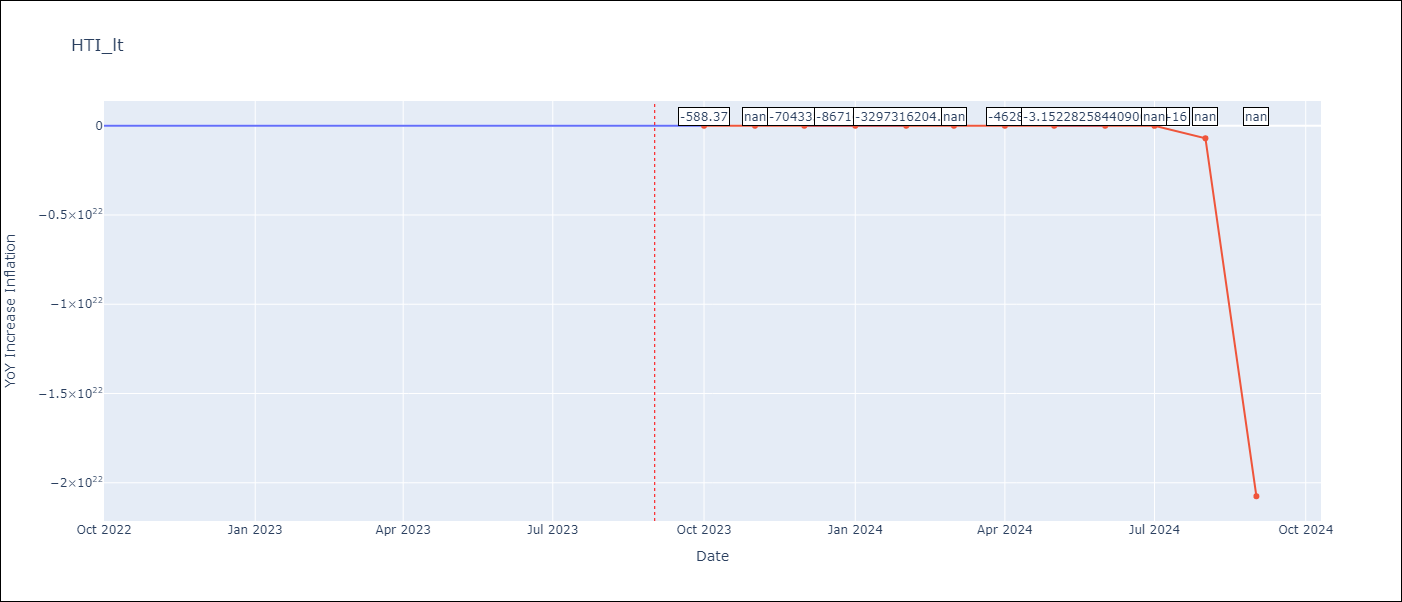 HTI_lt
-588.37
nan
-70433
-8671
-3297316204.
nan
-4628
-3.1522825844090
nan
-16
nan
nan
0
−0.5×10²²
−1×10²²
−1.5×10²²
−2×10²²
YoY Increase Inflation
Oct 2022 Jan 2023 Apr 2023 Jul 2023 Oct 2023 Jan 2024 Apr 2024 Jul 2024 Oct 2024
Date